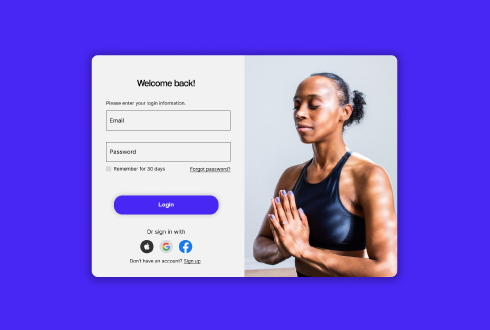 Welcome back!
Please enter your login information.
Email
Password
Remember for 30 days Forgot password?
Login
Or sign in with
Don't have an account? Sign up